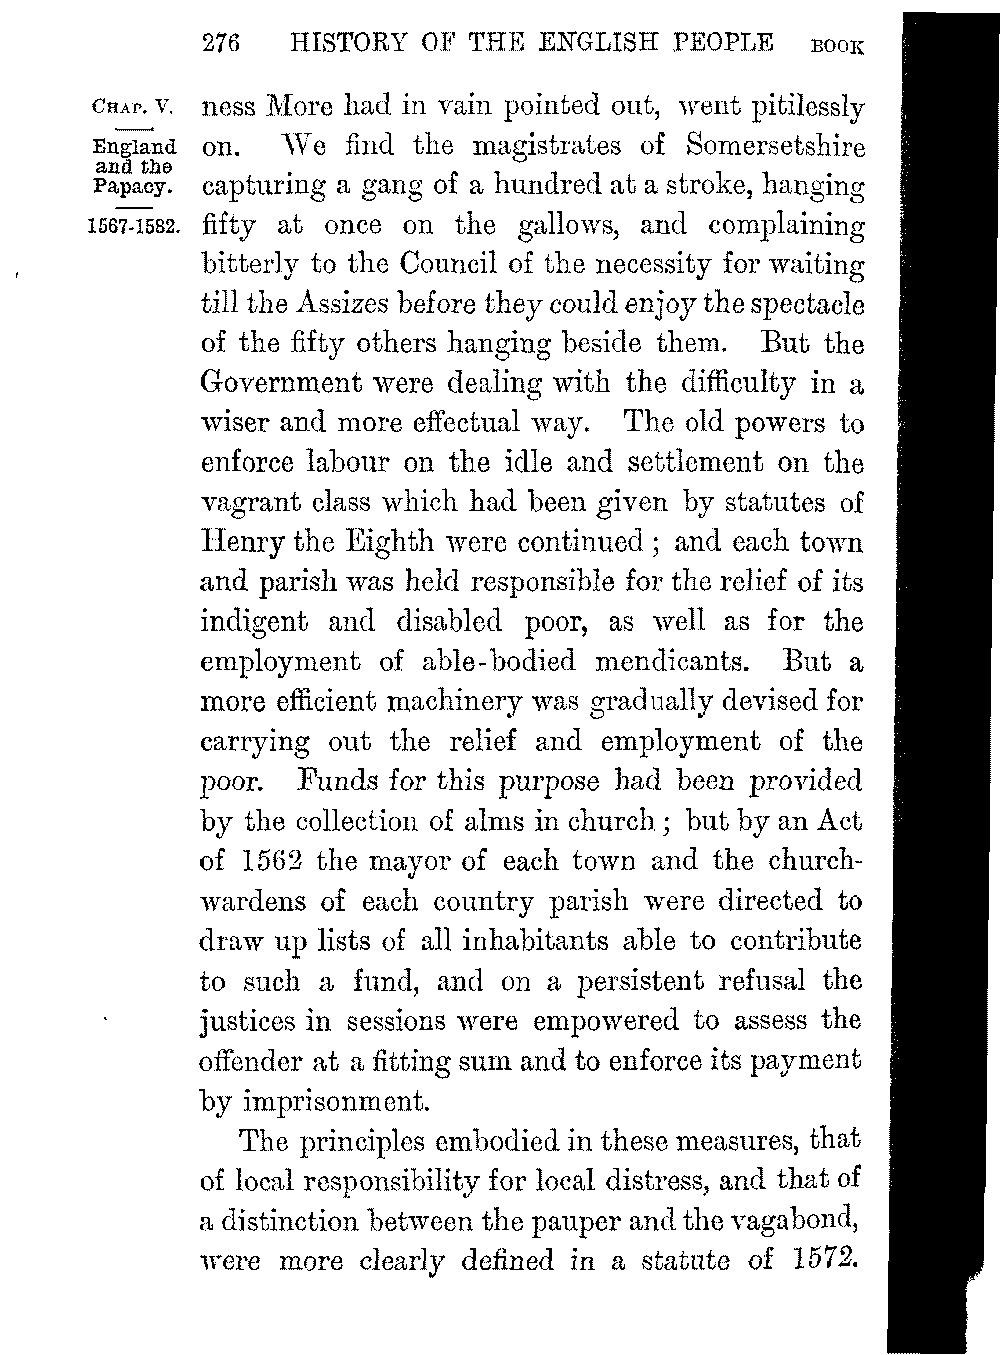 276 HISTORY OF THE ENGLISH PEOPLE BOOK
CHAP. V.
England
and the
Papacy.
1567-1582.
ness More had in vain pointed out, went pitilessly
on. We find the magistrates of Somersetshire
capturing a gang of a hundred at a stroke, hanging
fifty at once on the gallows, and complaining
bitterly to the Council of the necessity for waiting
till the Assizes before they could enjoy the spectacle
of the fifty others hanging beside them. But the
Government were dealing with the difficulty in a
wiser and more effectual way. The old powers to
enforce labour on the idle and settlement on the
vagrant class which had been given by statutes of
Henry the Eighth were continued ; and each town
and parish was held responsible for the relief of its
indigent and disabled poor, as well as for the
employment of able-bodied mendicants. But a
more efficient machinery was gradually devised for
carrying out the relief and employment of the
poor. Funds for this purpose had been provided
by the collection of alms in church ; but by an Act
of 1562 the mayor of each town and the church-
wardens of each country parish were directed to
draw up lists of all inhabitants able to contribute
to such a fund, and on a persistent refusal the
justices in sessions were empowered to assess the
offender at a fitting sum and to enforce its payment
by imprisonment.
The principles embodied in these measures, that
of local responsibility for local distress, and that of
a distinction between the pauper and the vagabond,
were more clearly defined in a statute of 1572.